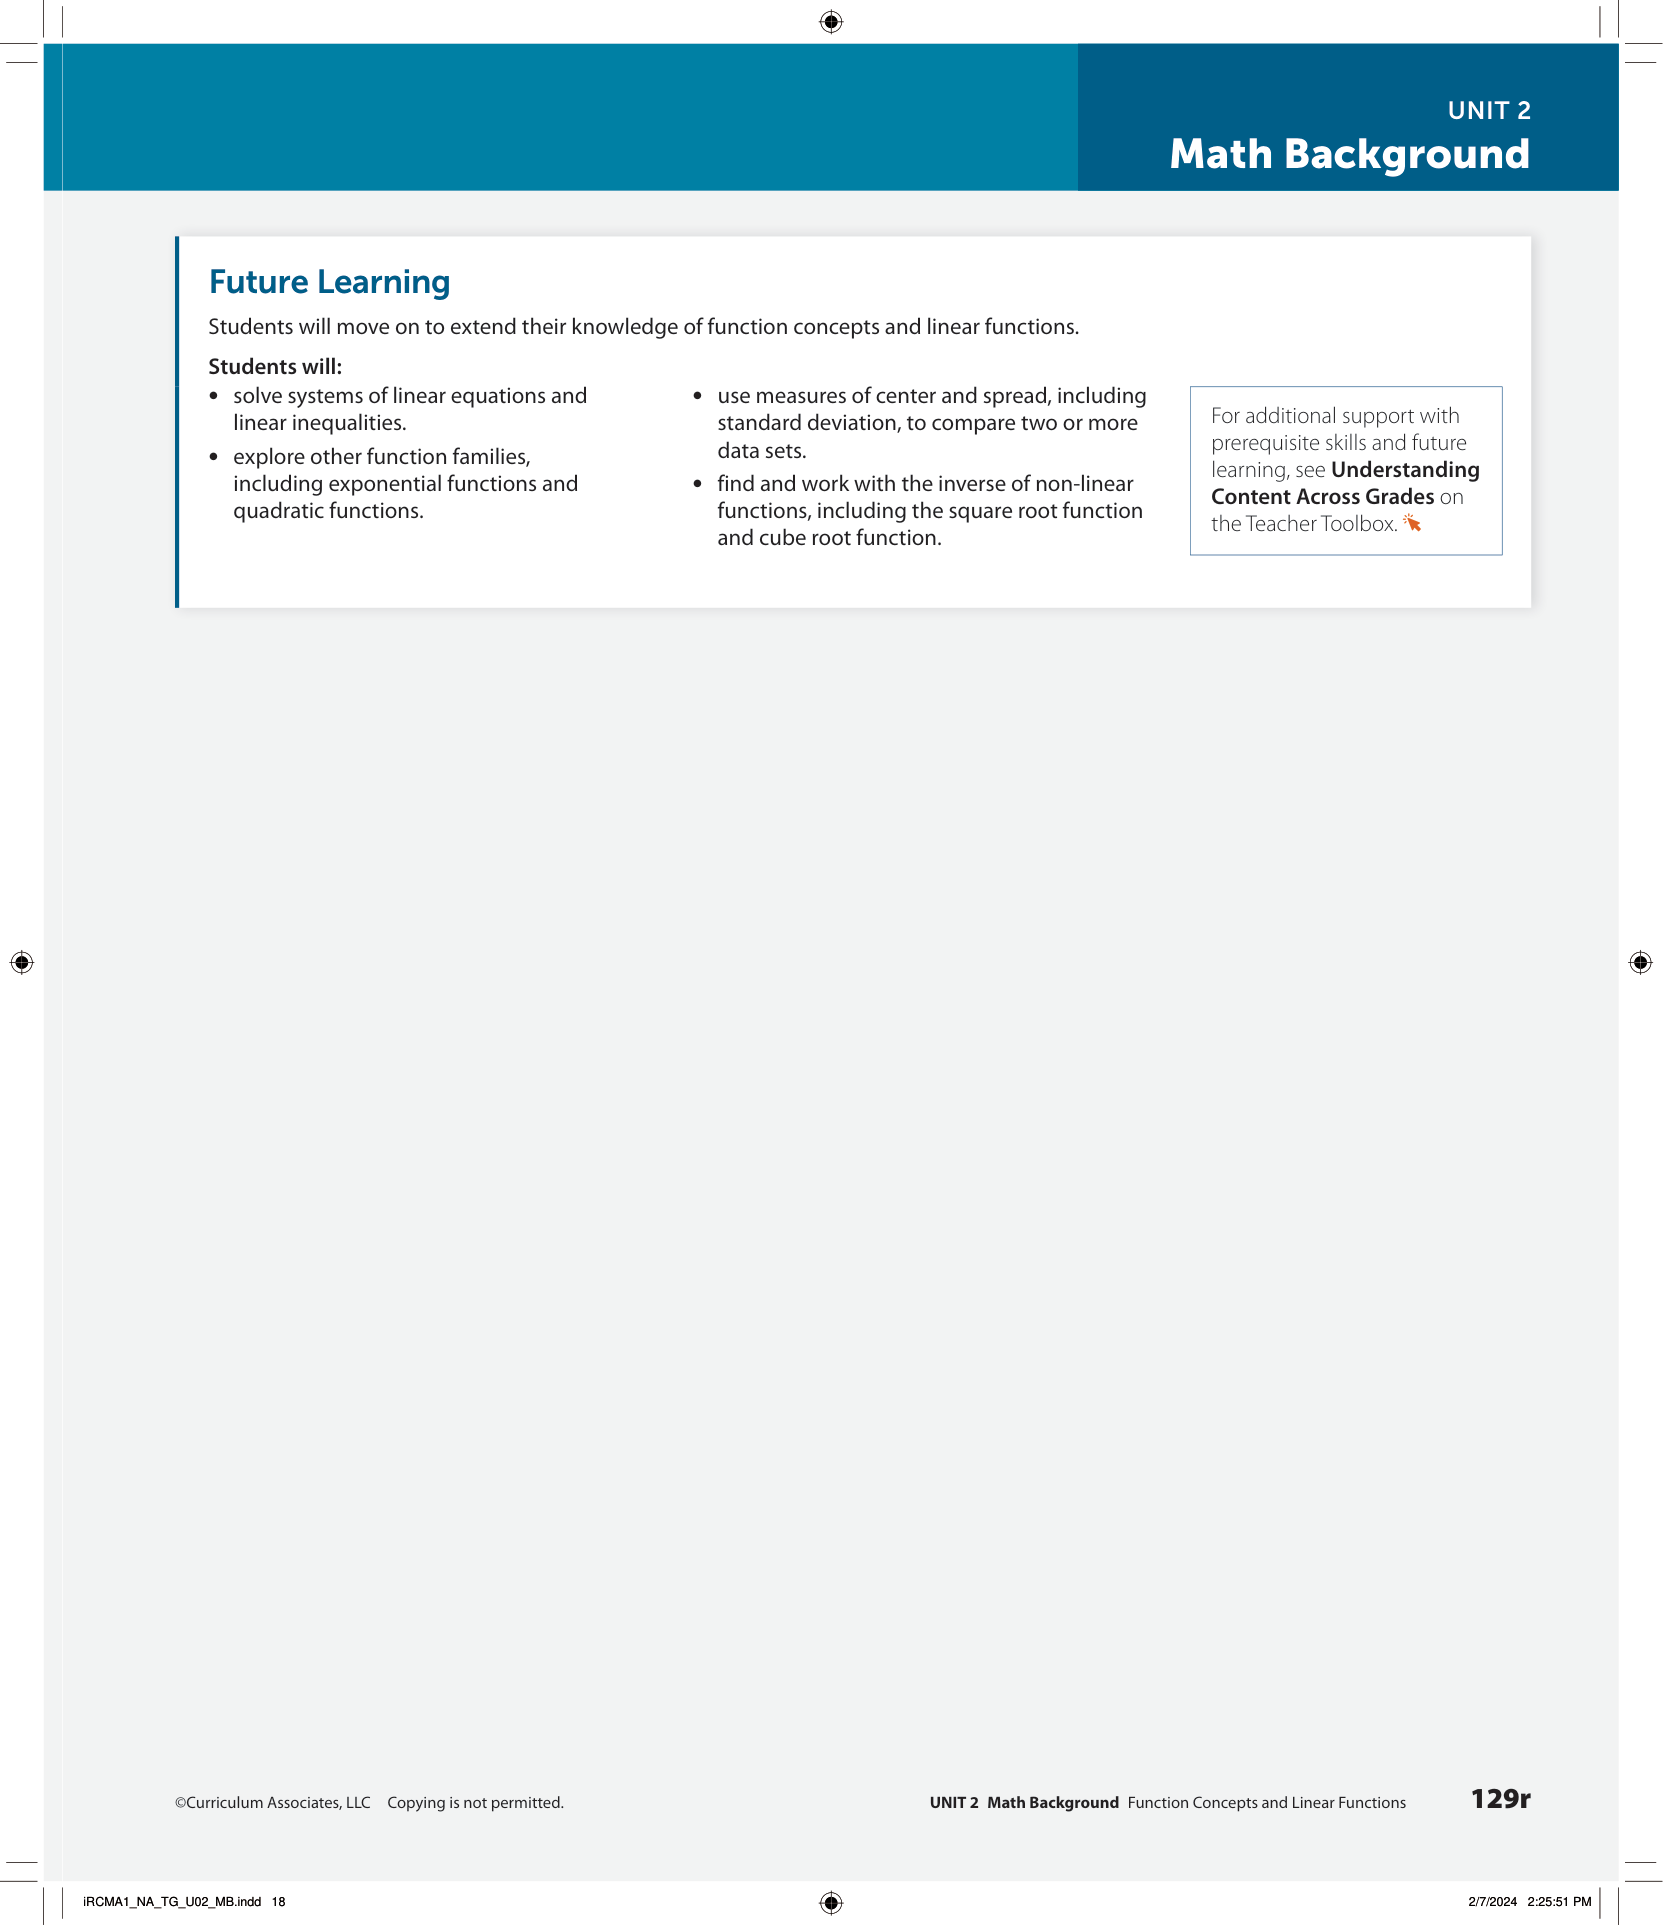 UNIT 2
Math Background
Future Learning
Students will move on to extend their knowledge of function concepts and linear functions.
Students will:
• solve systems of linear equations and
linear inequalities.
• explore other function families,
including exponential functions and
quadratic functions.
• use measures of center and spread, including
standard deviation, to compare two or more
data sets.
• find and work with the inverse of non-linear
functions, including the square root function
and cube root function.
For additional support with
prerequisite skills and future
learning, see Understanding
Content Across Grades on
the Teacher Toolbox.
©Curriculum Associates, LLC Copying is not permitted.
UNIT 2 Math Background Function Concepts and Linear Functions 129r
iRCMA1_NA_TG_U02_MB.indd 18
2/7/2024 2:25:51 PM